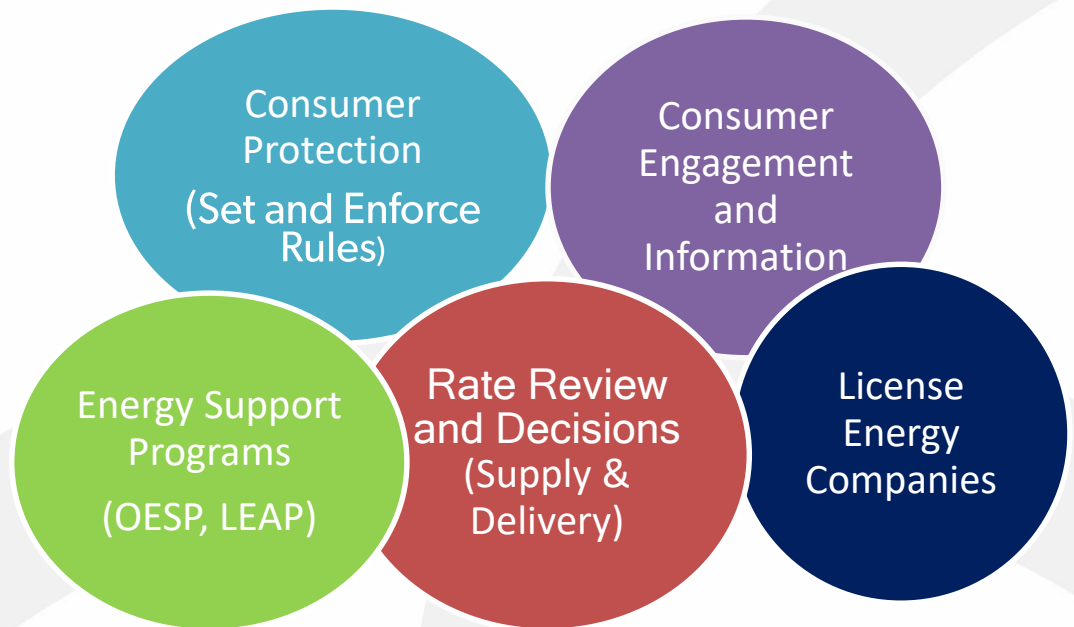 Consumer
Protection
(Set and Enforce
Rules)
Consumer
Engagement
and
Information
Energy Support
Programs
(OESP, LEAP)
Rate Review
and Decisions
(Supply &
Delivery)
License
Energy
Companies